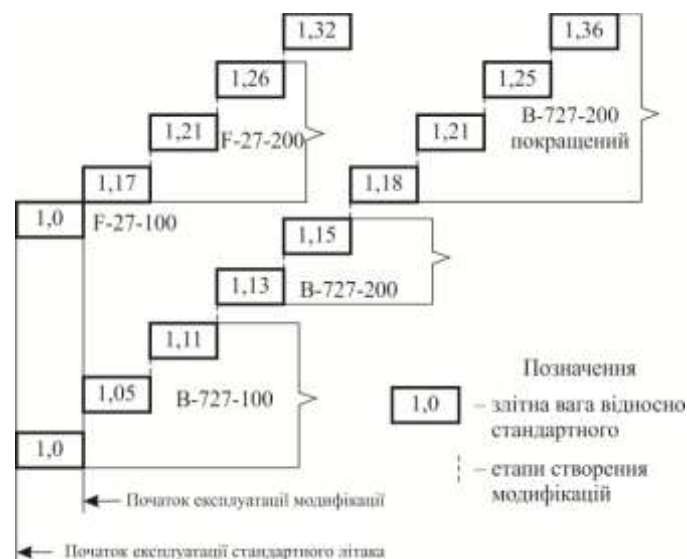 1,32
1,36
1,26
1,25
1,21
F-27-200
1,21
B-727-200
покращений
1,17
1,18
1,0
F-27-100
1,15
1,13
B-727-200
1,11
1,05
B-727-100
1,0
Позначення
1,0
– злітна вага відносно
стандартного
– етапи створення
модифікацій
Початок експлуатації модифікації
Початок експлуатації стандартного літака